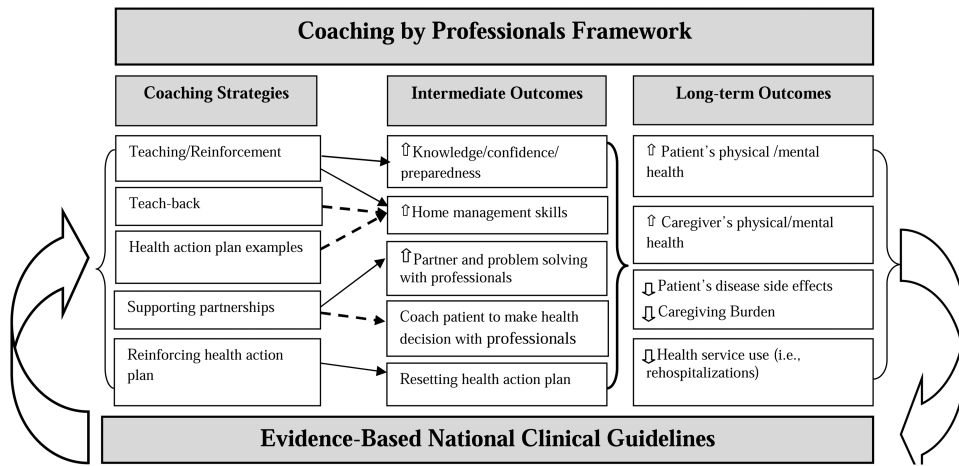 Coaching by Professionals Framework
Coaching Strategies
Teaching/Reinforcement
Teach-back
Health action plan examples
Supporting partnerships
Reinforcing health action
plan
Intermediate Outcomes
⇧Knowledge/confidence/
preparedness
⇧Home management skills
⇧Partner and problem solving
with professionals
Coach patient to make health
decision with professionals
Resetting health action plan
Long-term Outcomes
⇧ Patient's physical /mental
health
⇧ Caregiver's physical/mental
health
⇩ Patient's disease side effects
⇩ Caregiving Burden
⇩Health service use (i.e.,
rehospitalizations)
Evidence-Based National Clinical Guidelines